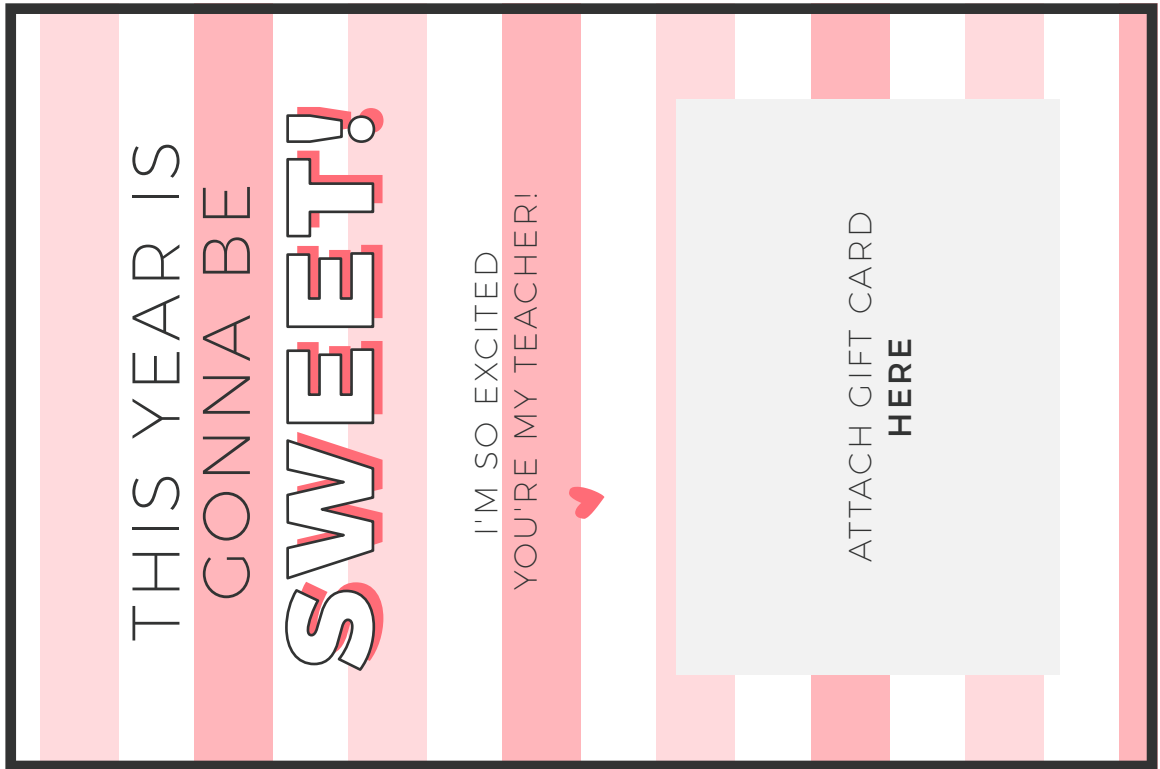 THIS YEAR IS
GONNA BE
SWEET!
I'M SO EXCITED
YOU'RE MY TEACHER!
ATTACH GIFT CARD
HERE